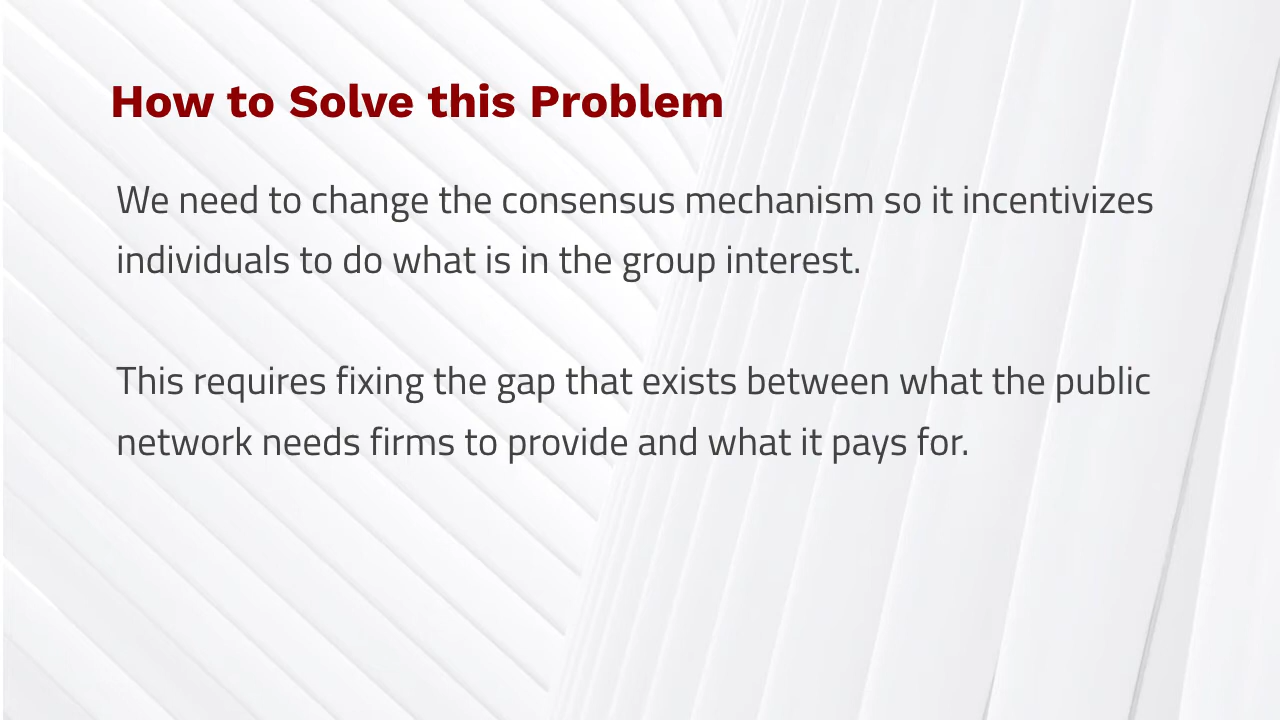 How to Solve this Problem
We need to change the consensus mechanism so it incentivizes
individuals to do what is in the group interest.
This requires fixing the gap that exists between what the public
network needs firms to provide and what it pays for.